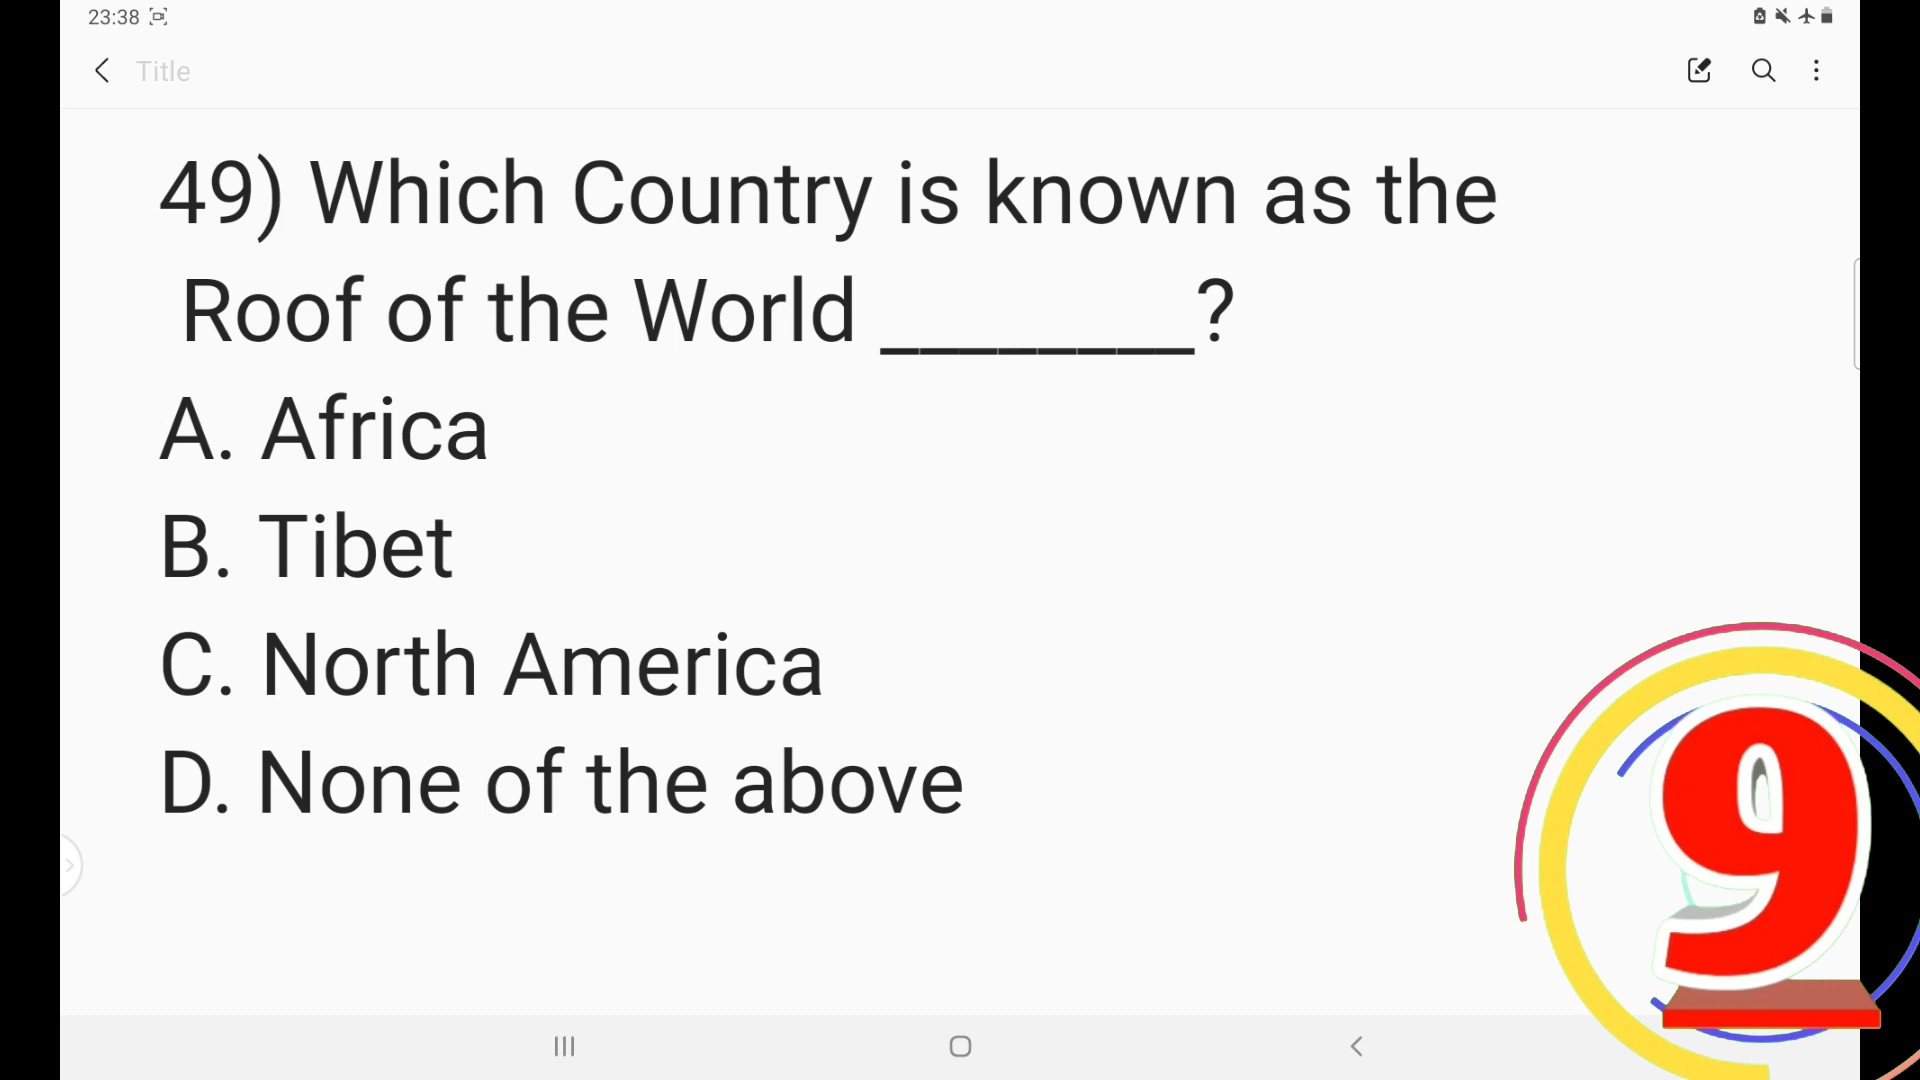 23:38
Title
49) Which Country is known as the
Roof of the World ________?
A. Africa
B. Tibet
C. North America
D. None of the above
9